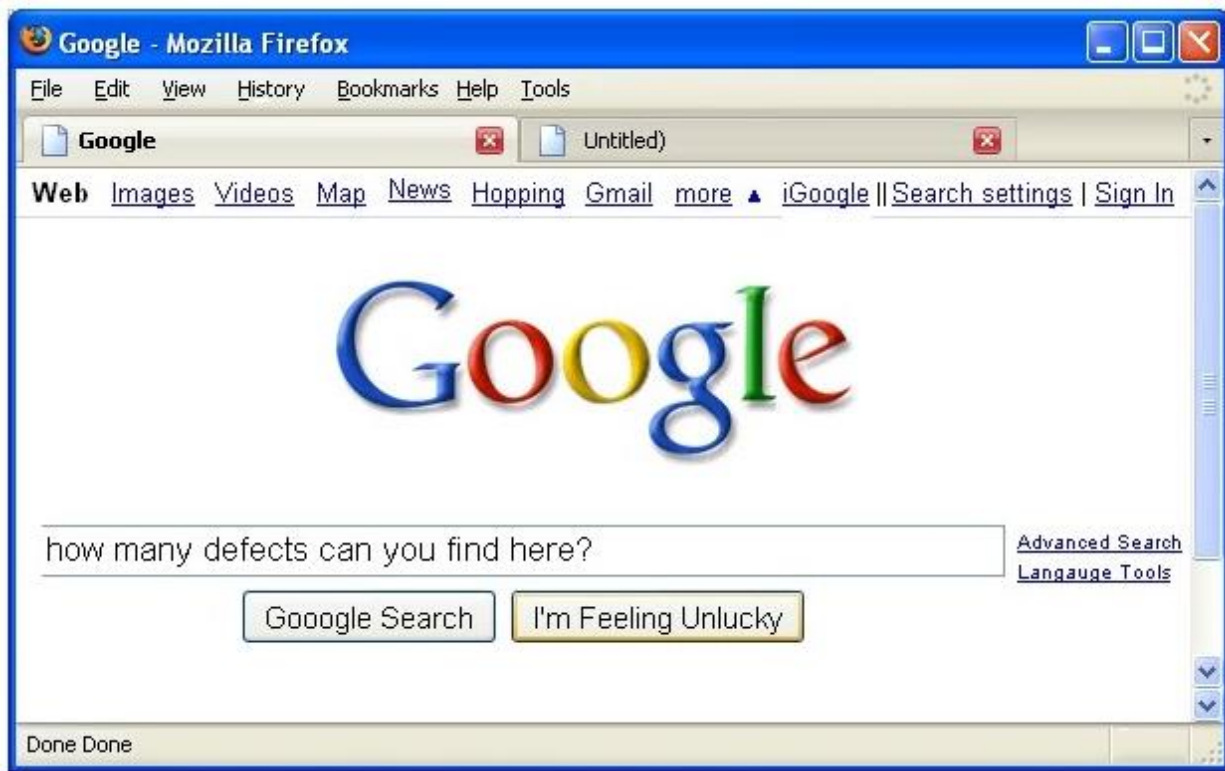 Google - Mozilla Firefox
File Edit View History Bookmarks Help Tools
Google Untitled)
Web Images Videos Map News Hopping Gmail more ▲ iGoogle || Search settings | Sign In
Google
how many defects can you find here?
Advanced Search
Langauge Tools
Gooogle Search I'm Feeling Unlucky
Done Done